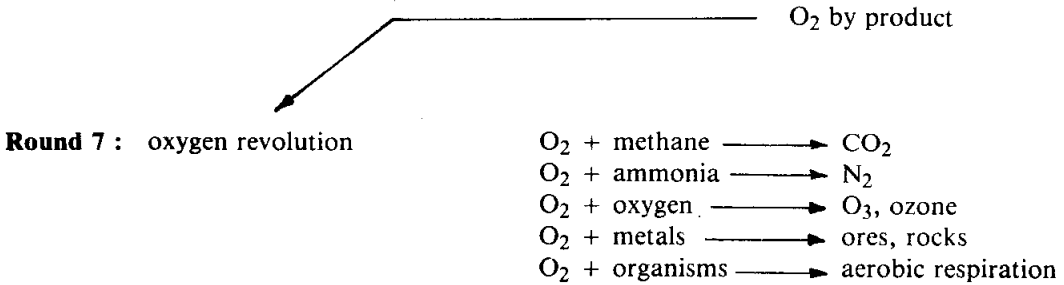 O₂ by product
Round 7 : oxygen revolution
O₂ + methane → CO₂
O₂ + ammonia → N₂
O₂ + oxygen → O₃, ozone
O₂ + metals → ores, rocks
O₂ + organisms → aerobic respiration